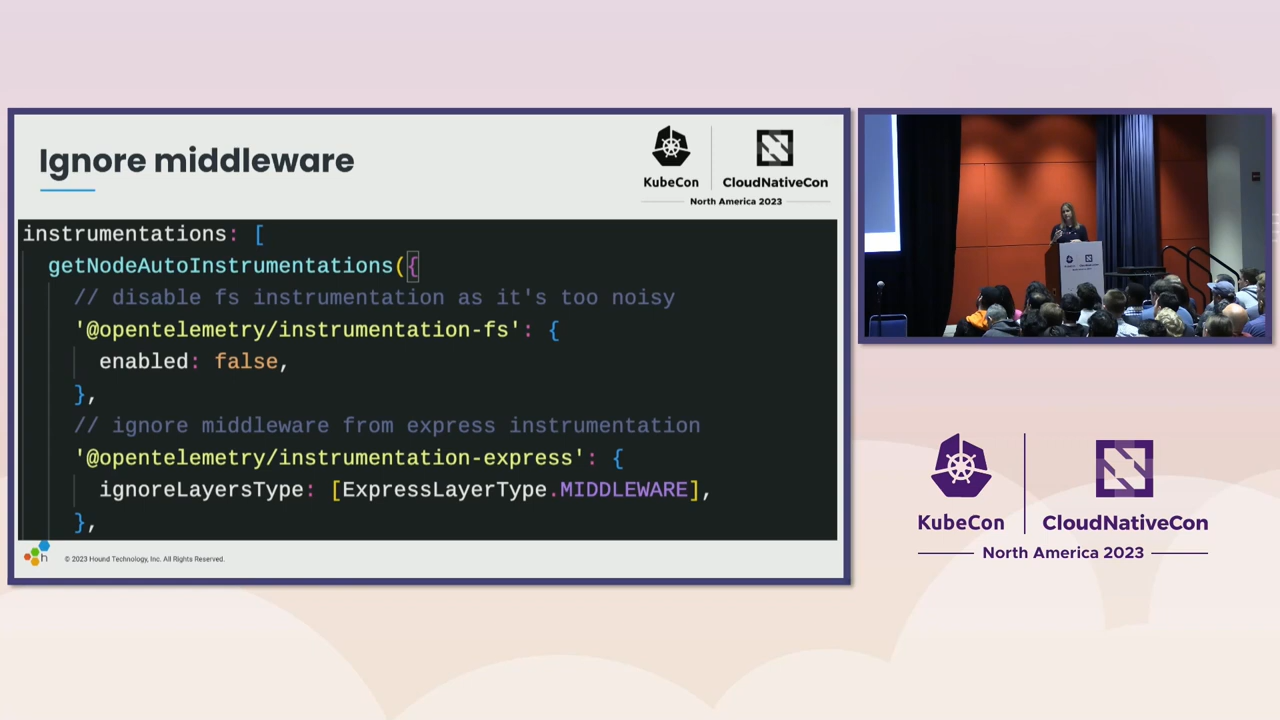 Ignore middleware
KubeCon
CloudNativeCon
North America 2023
instrumentations: [
getNodeAutoInstrumentations({
// disable fs instrumentation as it's too noisy
'@opentelemetry/instrumentation-fs': {
enabled: false,
},
// ignore middleware from express instrumentation
'@opentelemetry/instrumentation-express': {
ignoreLayersType: [ExpressLayerType.MIDDLEWARE],
},
h
© 2023 Hound Technology, Inc. All Rights Reserved.
KubeCon
CloudNativeCon
North America 2023